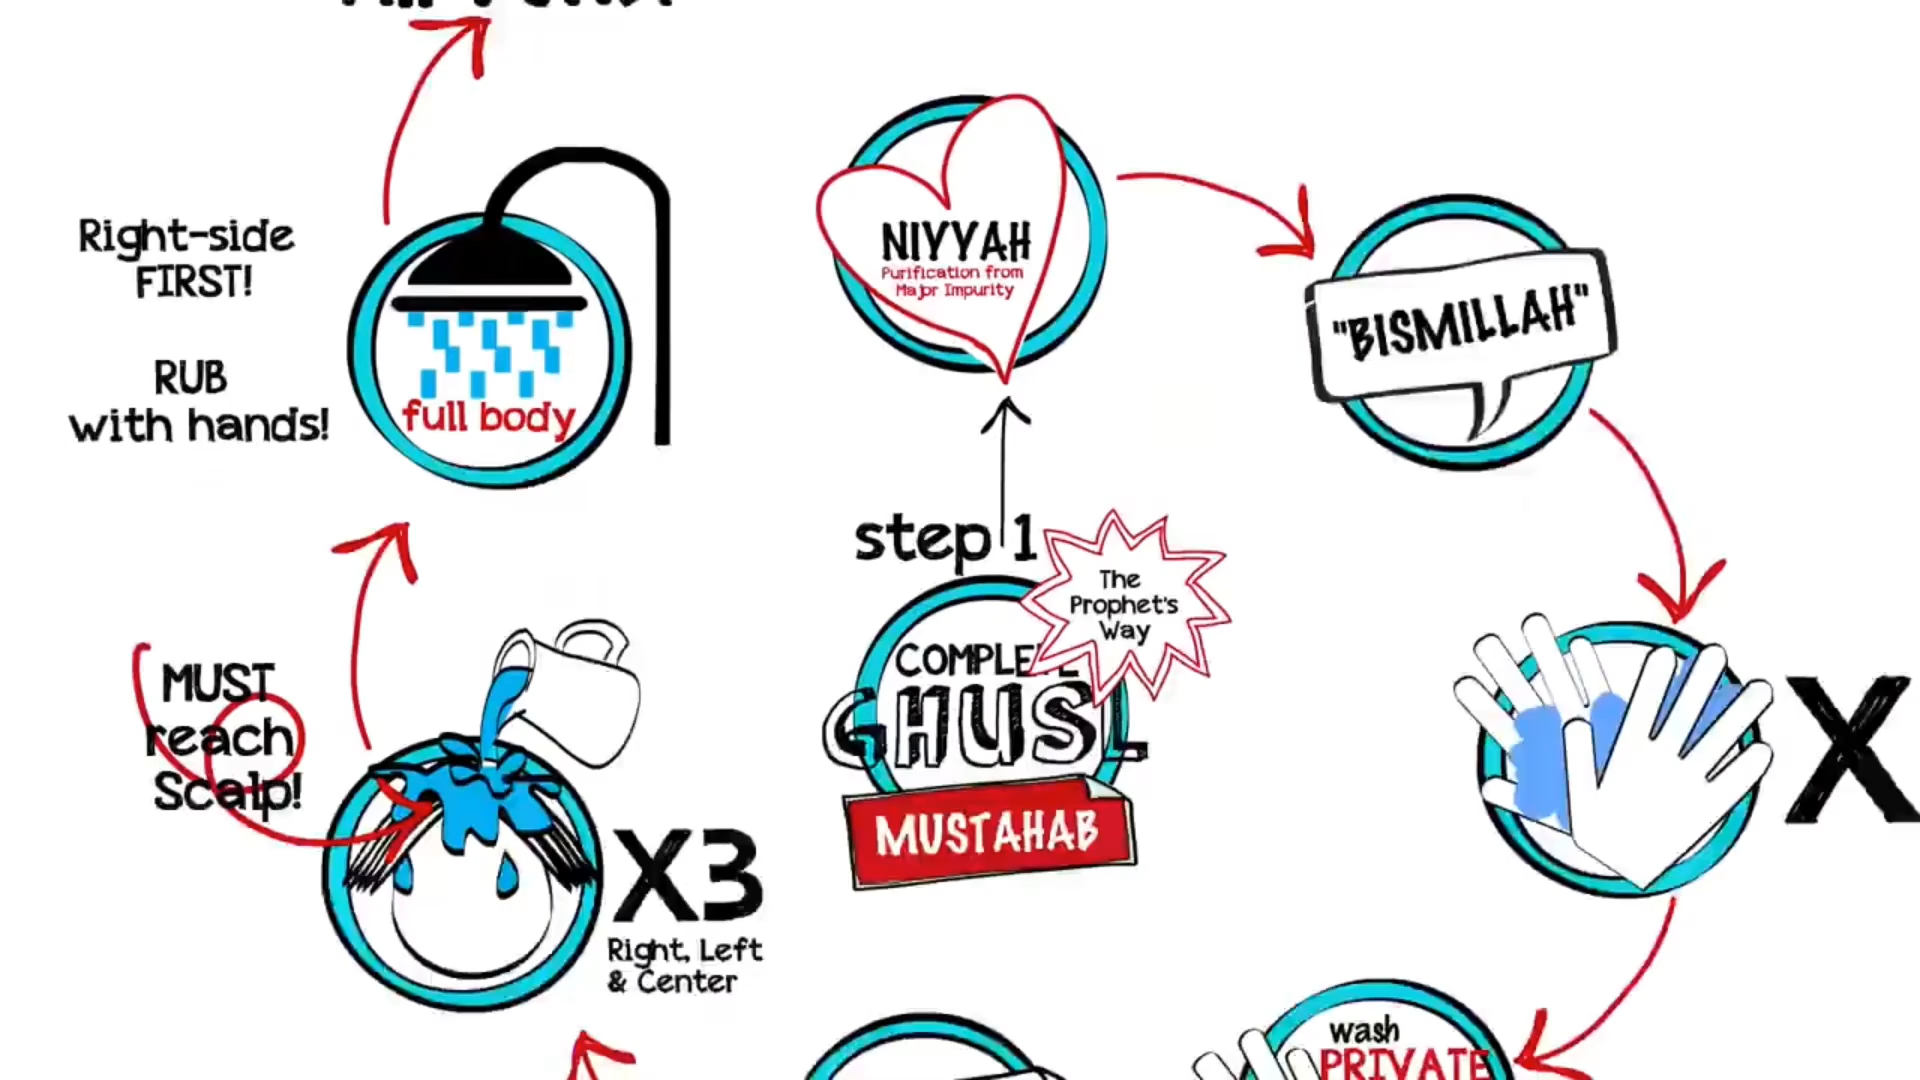 NIYYAH
Purification from
Major Impurity
"BISMILLAH"
Right-side
FIRST!
RUB
with hands!
full body
step 1
The
Prophet's
Way
COMPLETE
GHUSL
MUSTAHAB
MUST
reach
Scalp!
X3
Right, Left
& Center
X
wash
PRIVATE